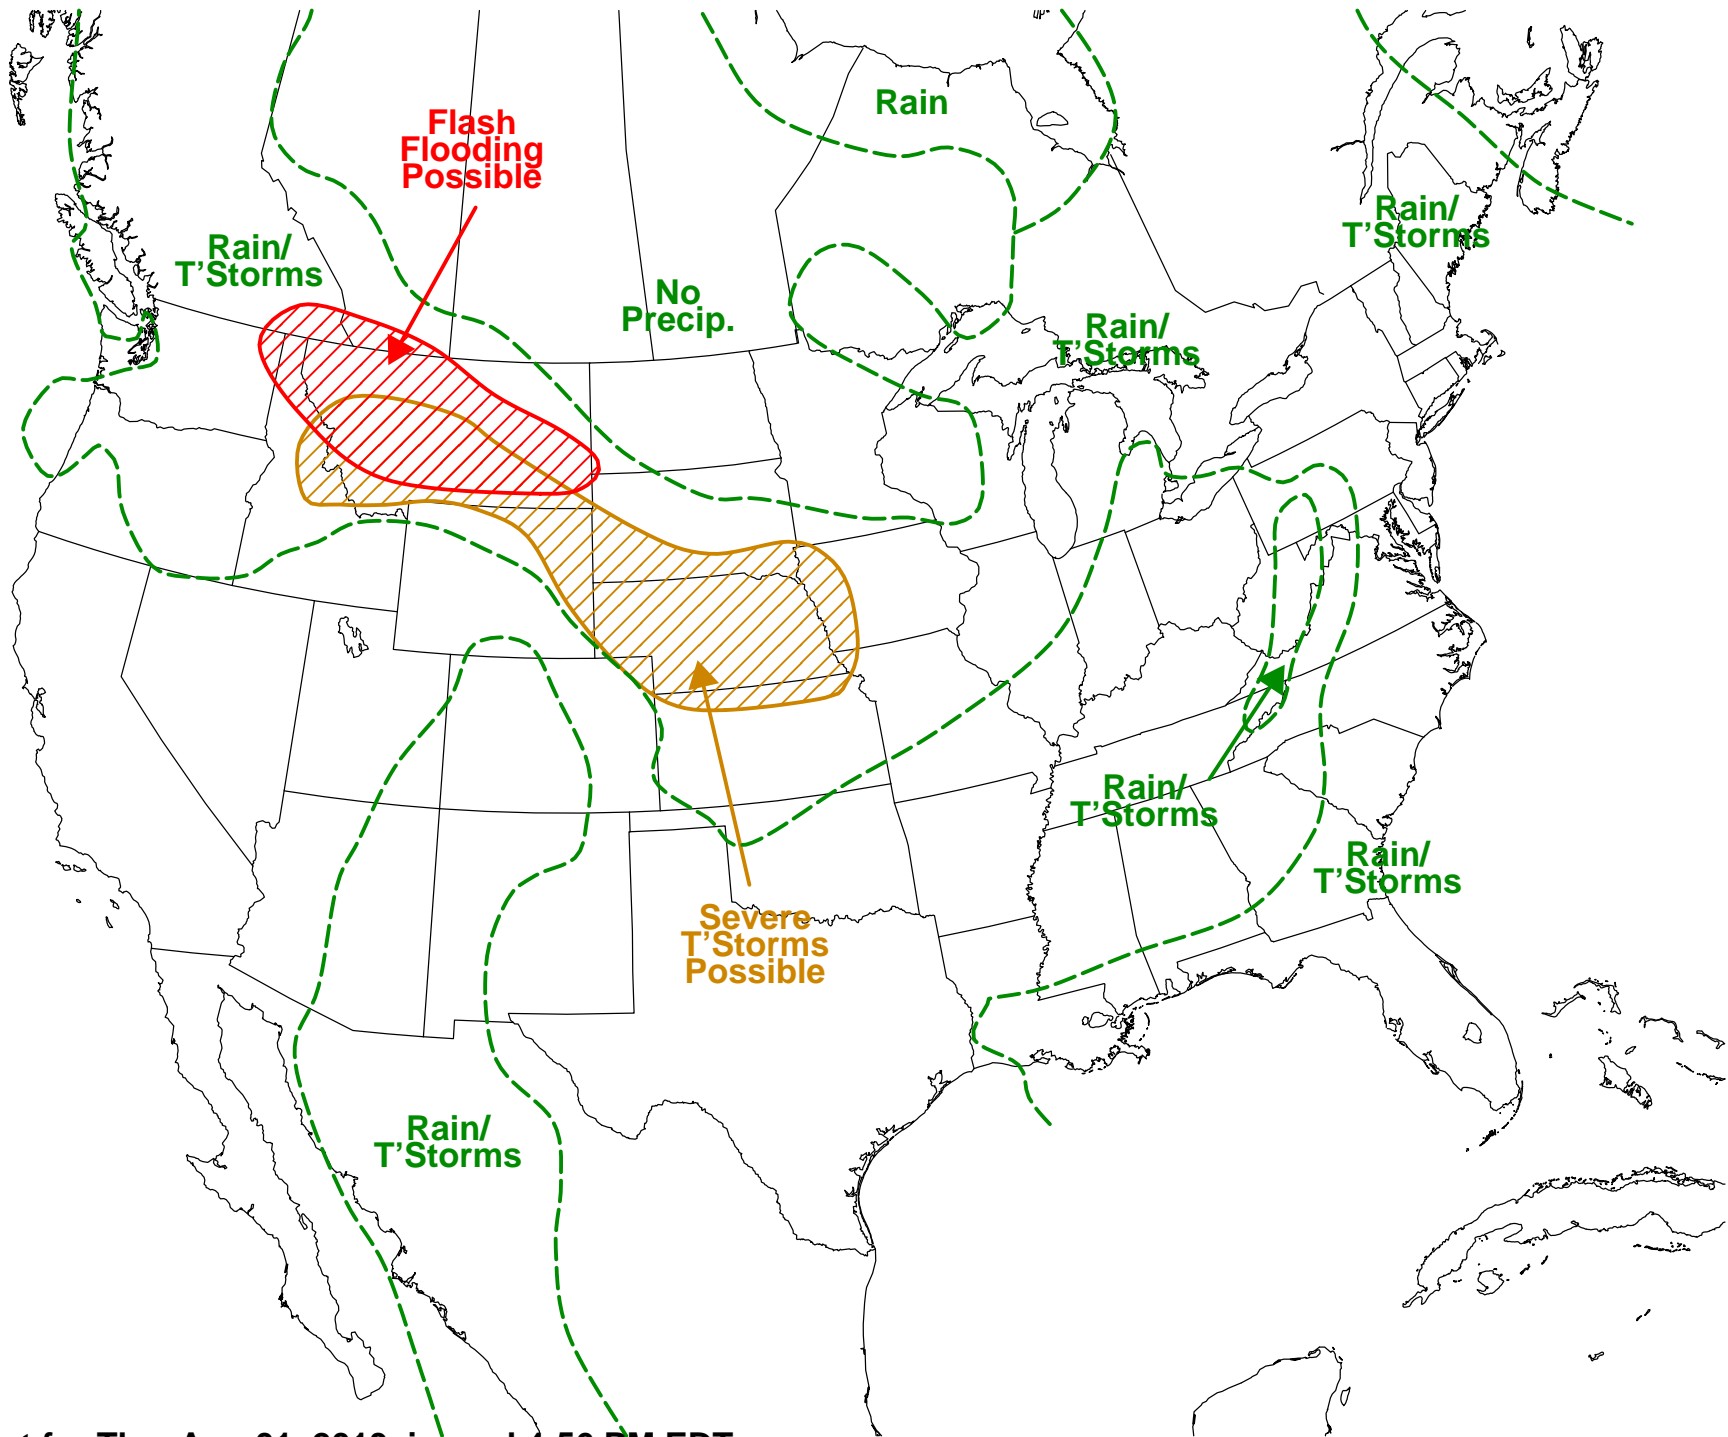 Rain
Flash
Flooding
Possible
Rain/
T’Storms
Rain/
T’Storms
No
Precip.
Rain/
T’Storms
Rain/
T’Storms
Rain/
T’Storms
Severe
T’Storms
Possible
Rain/
T’Storms